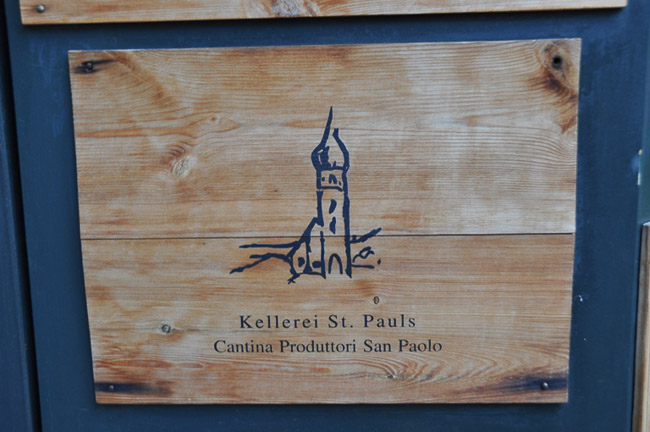 Kellerei St. Pauls
Cantina Produttori San Paolo